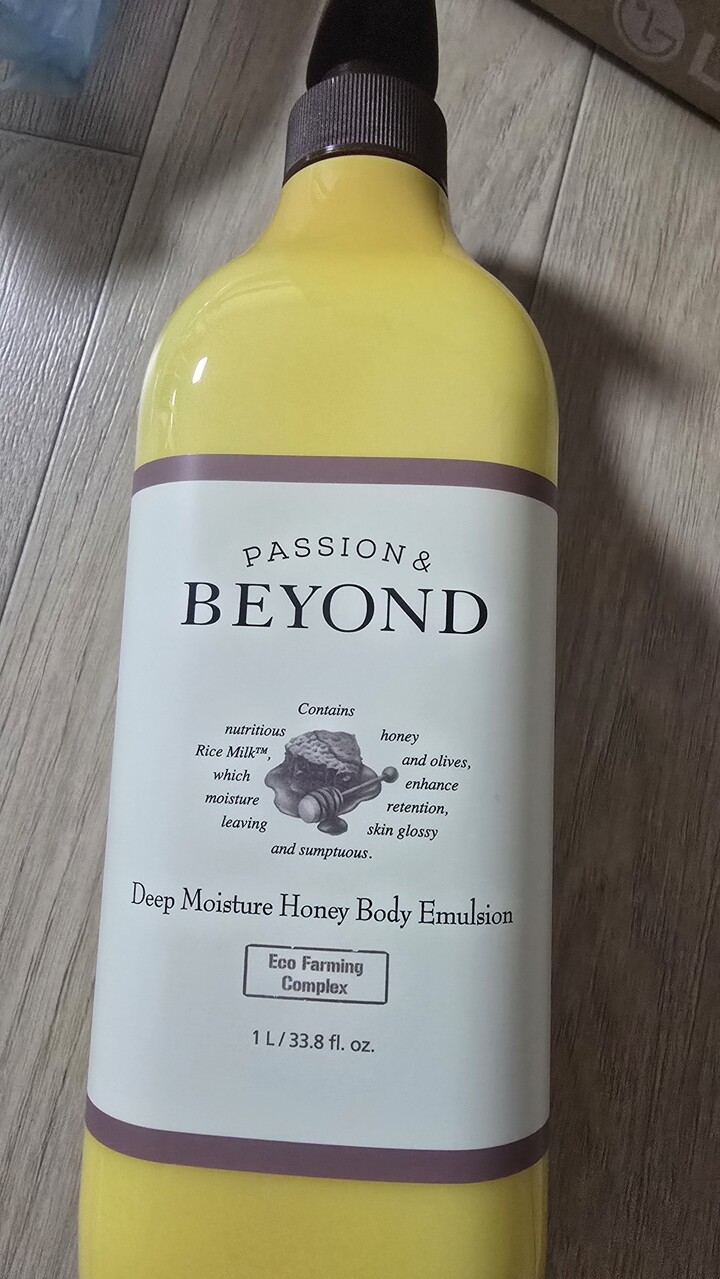 PASSION &
BEYOND
Contains
nutritious honey
Rice Milk™, and olives,
which enhance
moisture retention,
leaving skin glossy
and sumptuous.
Deep Moisture Honey Body Emulsion
Eco Farming
Complex
1 L / 33.8 fl. oz.